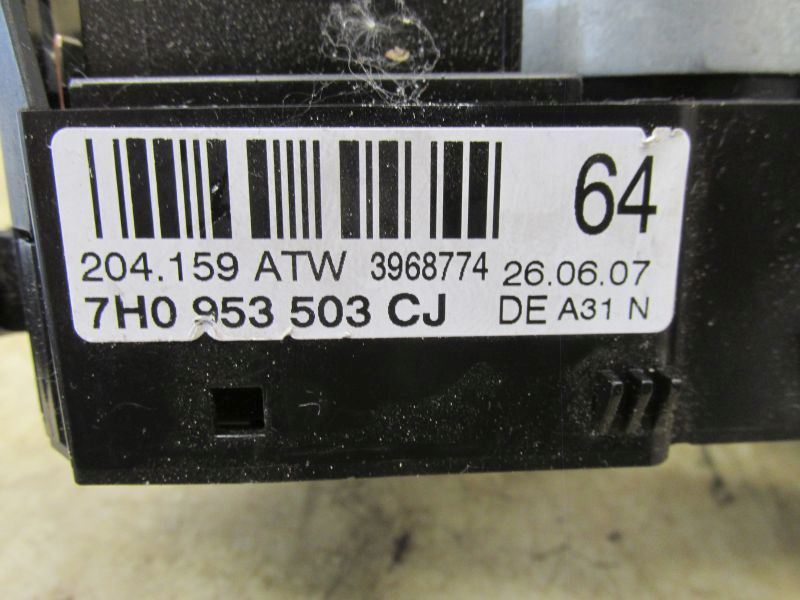 64
204.159 ATW 3968774 26.06.07
7H0 953 503 CJ DE A31 N